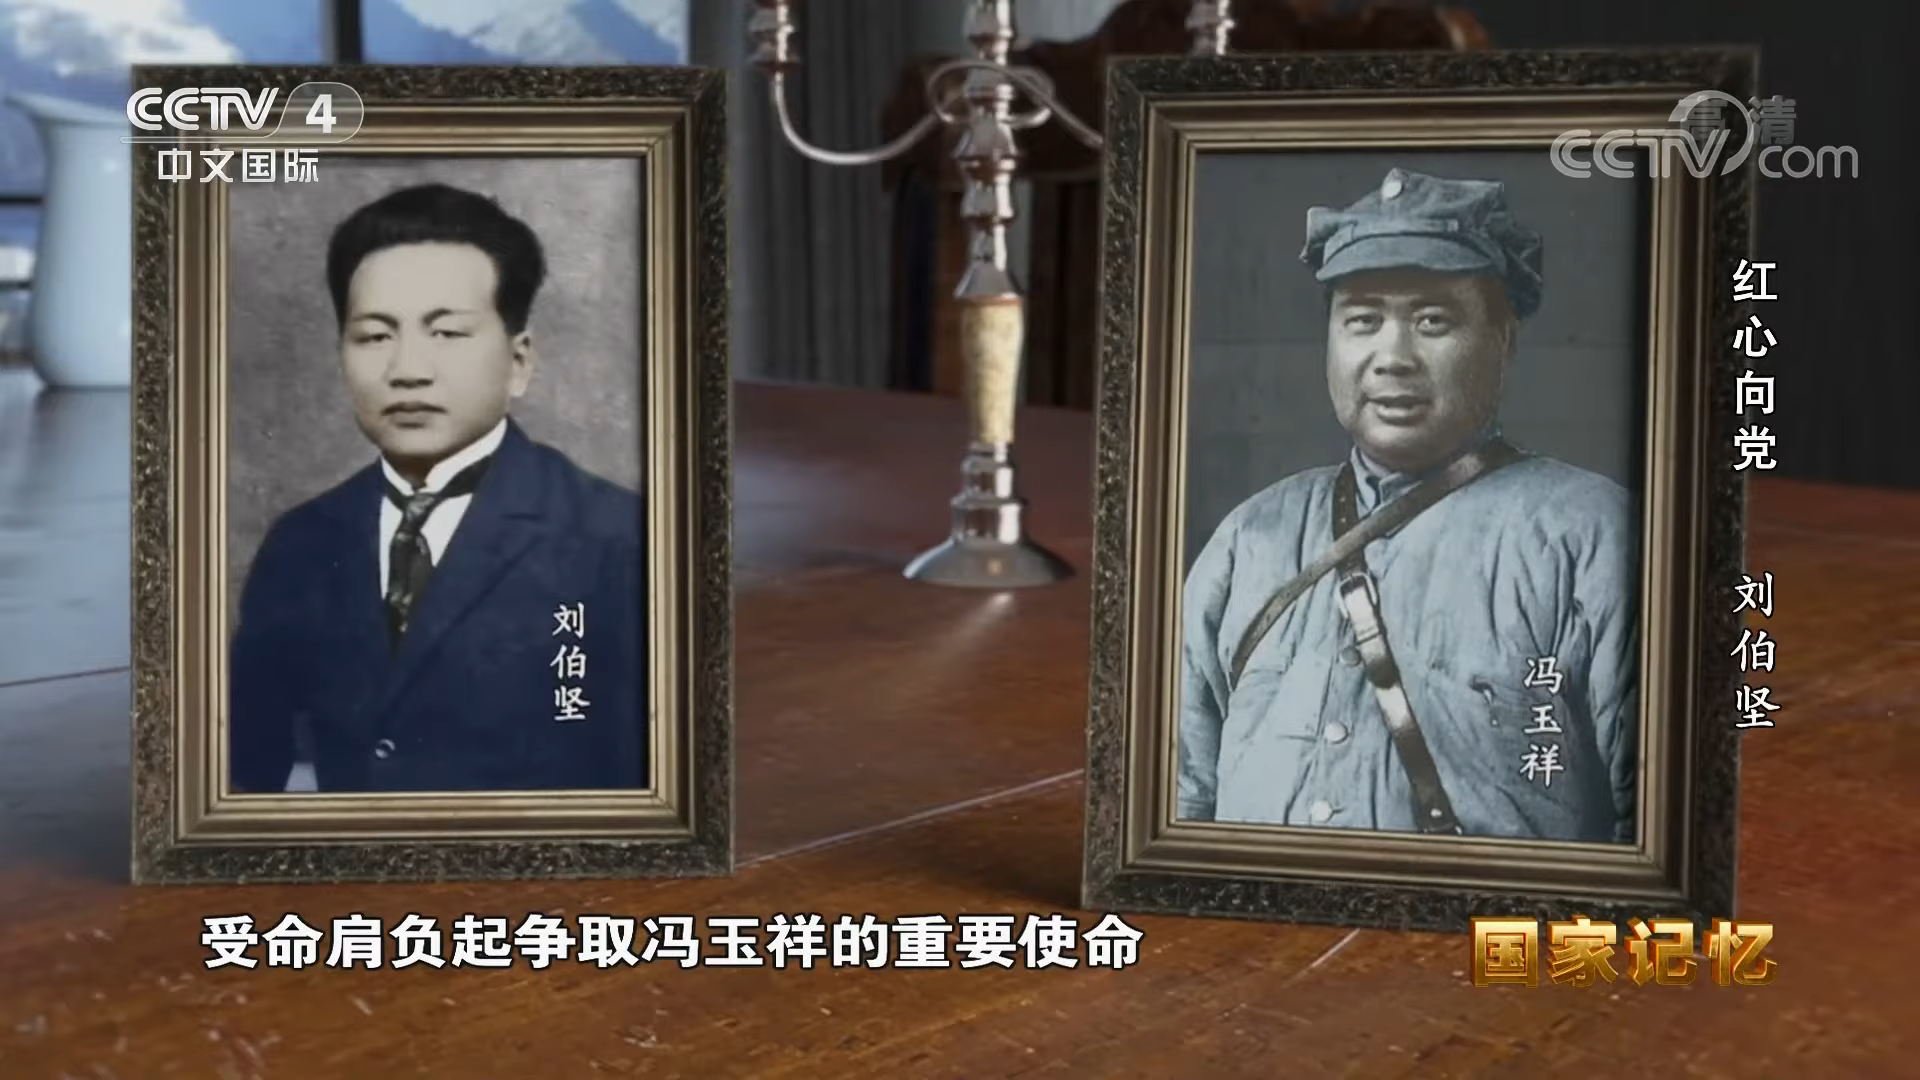 CCTV 4
中文国际
高清
CCTV.com
红心向党 刘伯坚
刘伯坚
冯玉祥
受命肩负起争取冯玉祥的重要使命
国家记忆